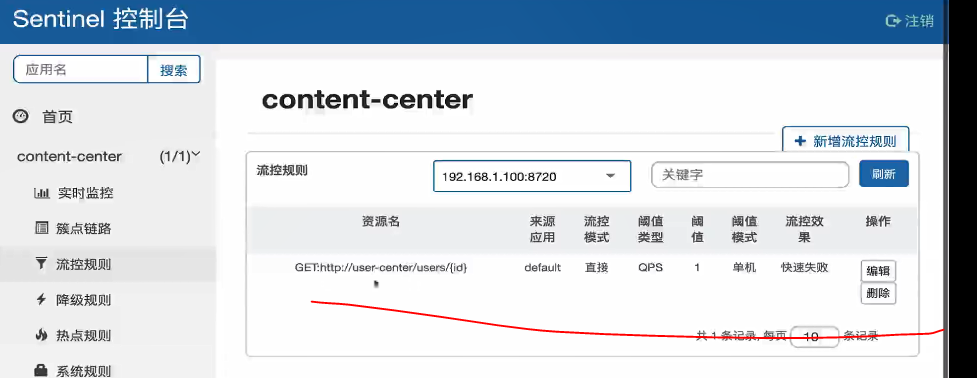 Sentinel 控制台
注销
应用名
搜索
首页
content-center
(1/1)
实时监控
簇点链路
流控规则
降级规则
热点规则
系统规则
content-center
+ 新增流控规则
流控规则
192.168.1.100:8720
关键字
刷新
资源名 来源应用 流控模式 阈值类型 阈值 阈值模式 流控效果 操作
GET:http://user-center/users/{id} default 直接 QPS 1 单机 快速失败 编辑
删除
共 1 条记录, 每页 10 条记录